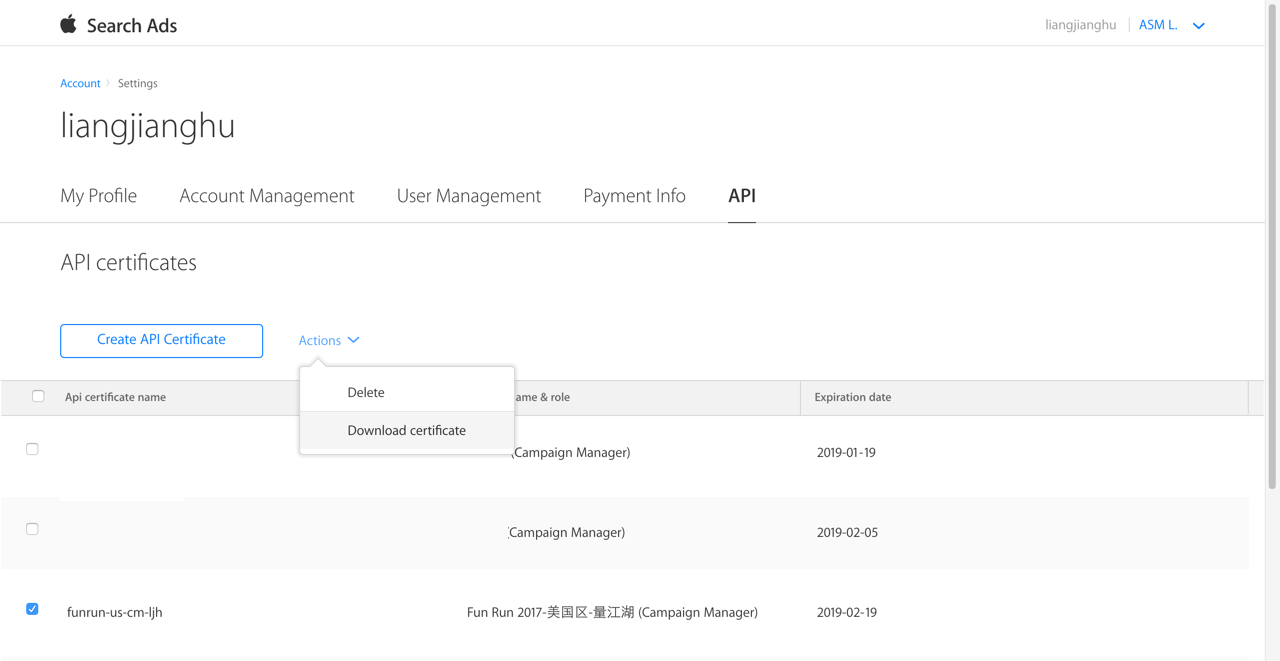 Search Ads
liangjianghu
ASM L.
Account
Settings
liangjianghu
My Profile
Account Management
User Management
Payment Info
API
API certificates
Create API Certificate
Actions
Delete
Download certificate
Api certificate name
ame & role
Expiration date
(Campaign Manager)
2019-01-19
(Campaign Manager)
2019-02-05
funrun-us-cm-ljh
Fun Run 2017-美国区-量江湖 (Campaign Manager)
2019-02-19